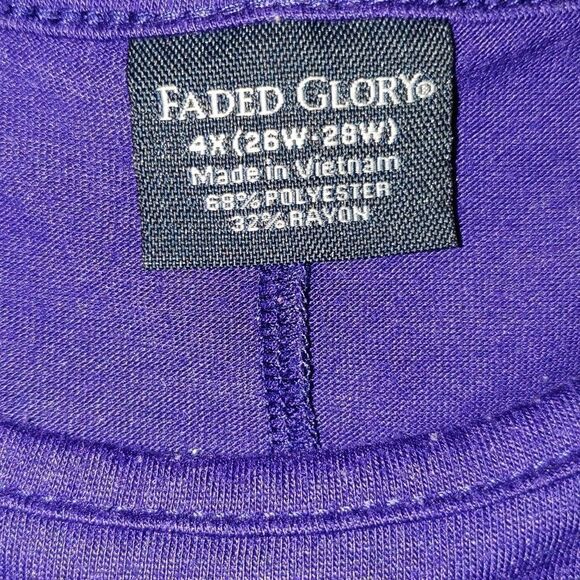 FADED GLORY®
4X(26W-28W)
Made in Vietnam
68% POLYESTER
32% RAYON